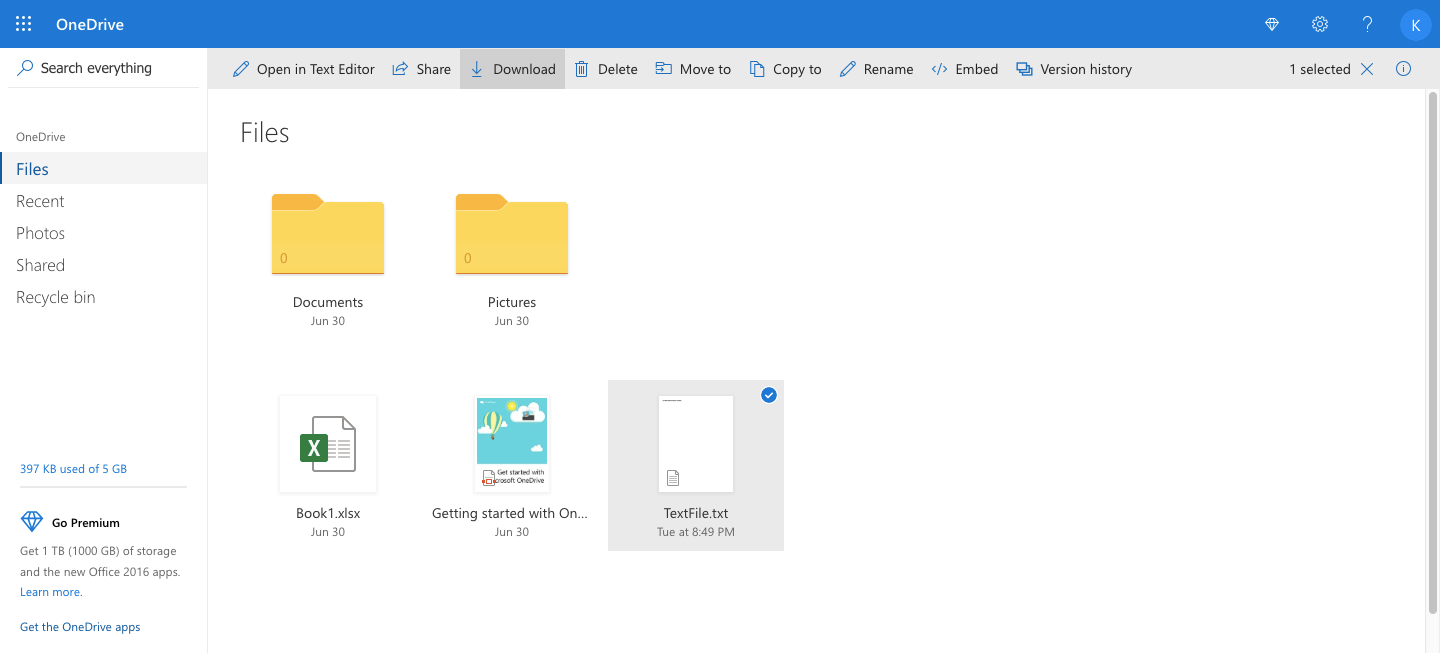 OneDrive
K
Search everything
Open in Text Editor
Share
Download
Delete
Move to
Copy to
Rename
Embed
Version history
1 selected
OneDrive
Files
Recent
Photos
Shared
Recycle bin
397 KB used of 5 GB
Go Premium
Get 1 TB (1000 GB) of storage
and the new Office 2016 apps.
Learn more.
Get the OneDrive apps
Files
0
Documents
Jun 30
0
Pictures
Jun 30
X
Book1.xlsx
Jun 30
Get started with
crosoft OneDrive
Getting started with On...
Jun 30
TextFile.txt
Tue at 8:49 PM